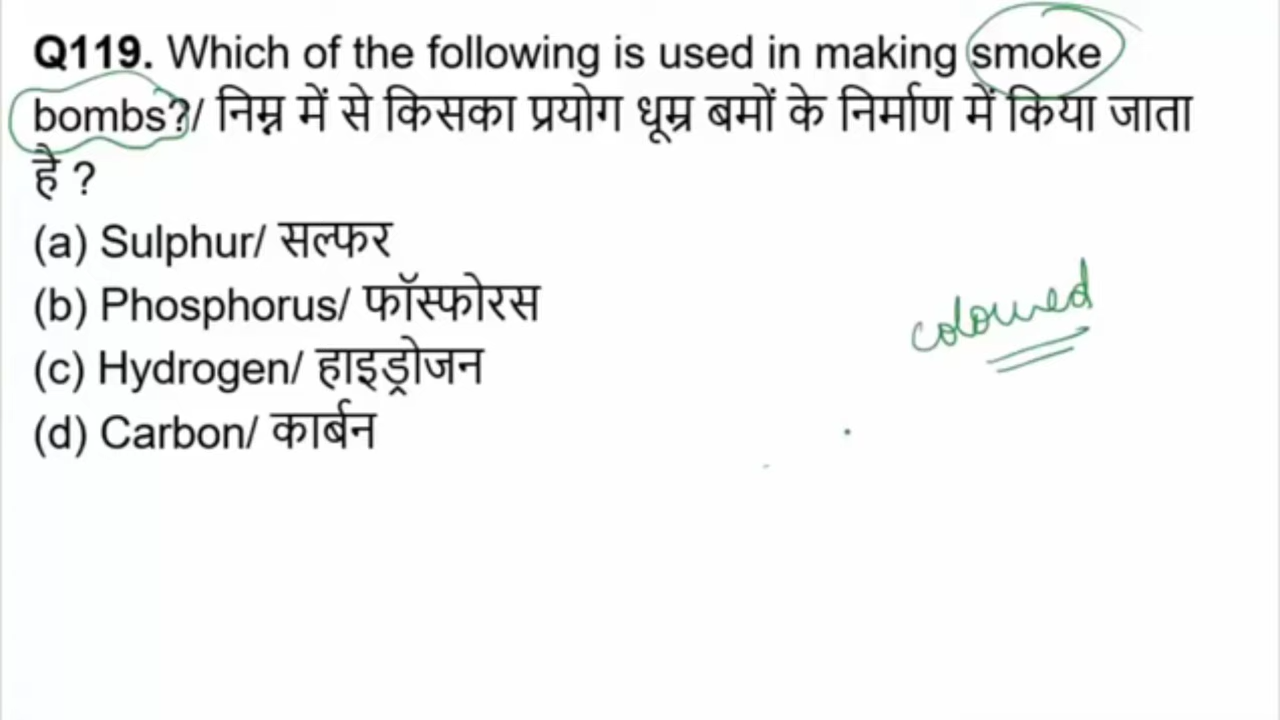 Q119. Which of the following is used in making smoke
bombs?/ निम्न में से किसका प्रयोग धूम्र बमों के निर्माण में किया जाता
है ?
(a) Sulphur/ सल्फर
(b) Phosphorus/ फॉस्फोरस
(c) Hydrogen/ हाइड्रोजन
(d) Carbon/ कार्बन
coloured